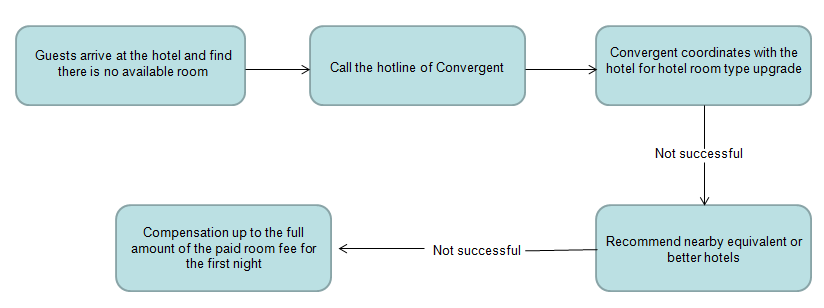 Guests arrive at the hotel and find
there is no available room
Call the hotline of Convergent
Convergent coordinates with the
hotel for hotel room type upgrade
Not successful
Recommend nearby equivalent or
better hotels
Not successful
Compensation up to the full
amount of the paid room fee for
the first night